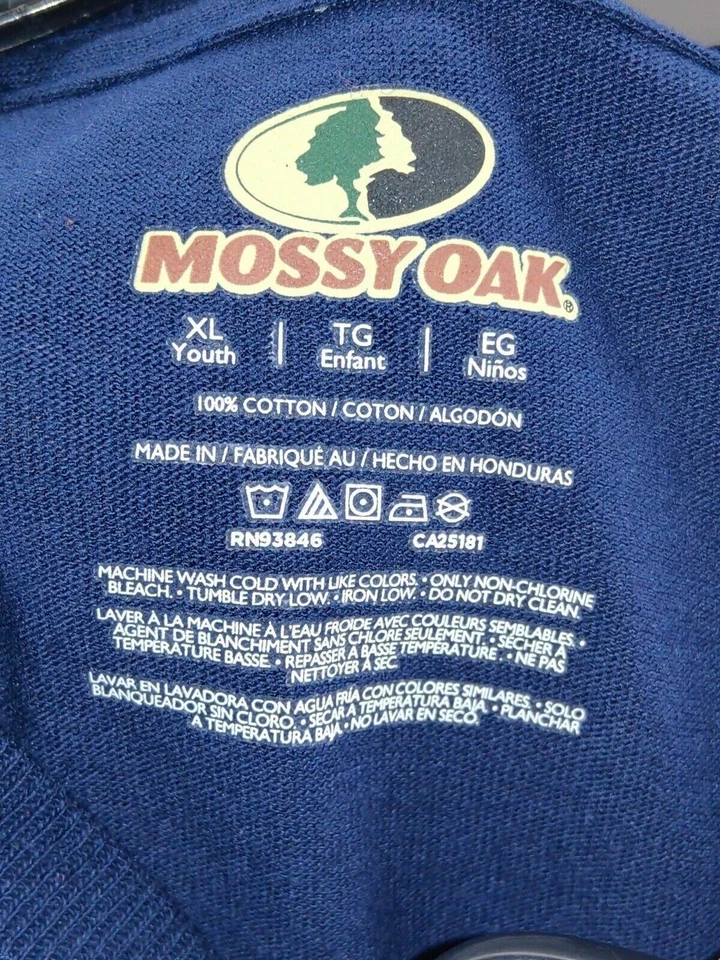 MOSSY OAK®
XL | TG | EG
Youth | Enfant | Niños
100% COTTON / COTON / ALGODÓN
MADE IN / FABRIQUÉ AU / HECHO EN HONDURAS
RN93846 CA25181
MACHINE WASH COLD WITH LIKE COLORS. • ONLY NON-CHLORINE
BLEACH. • TUMBLE DRY LOW. • IRON LOW. • DO NOT DRY CLEAN.
LAVER À LA MACHINE À L'EAU FROIDE AVEC COULEURS SEMBLABLES. •
AGENT DE BLANCHIMENT SANS CHLORE SEULEMENT. • SÉCHER À
TEMPÉRATURE BASSE. • REPASSER À BASSE TEMPÉRATURE. • NE PAS
NETTOYER À SEC.
LAVAR EN LAVADORA CON AGUA FRÍA CON COLORES SIMILARES. • SOLO
BLANQUEADOR SIN CLORO. • SECAR A TEMPERATURA BAJA. • PLANCHAR
A TEMPERATURA BAJA. • NO LAVAR EN SECO.